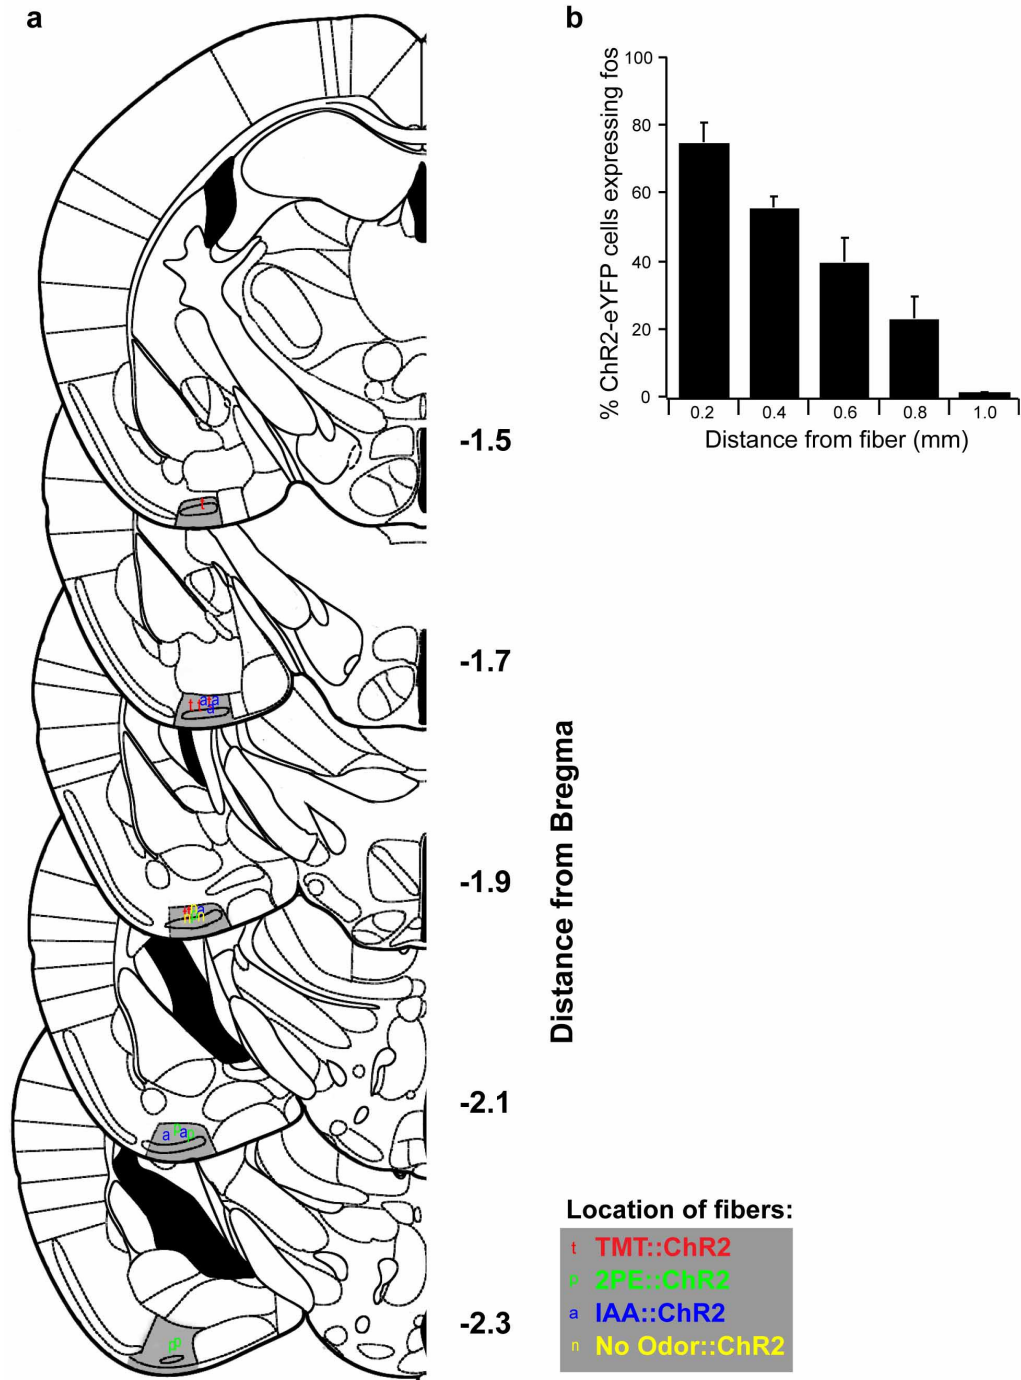 a
b
% ChR2-eYFP cells expressing fos
100
80
60
40
20
0
0.2 0.4 0.6 0.8 1.0
Distance from fiber (mm)
-1.5
t
-1.7
-1.9
-2.1
a p a p
-2.3
p p
Distance from Bregma
Location of fibers:
t TMT::ChR2
p 2PE::ChR2
a IAA::ChR2
n No Odor::ChR2